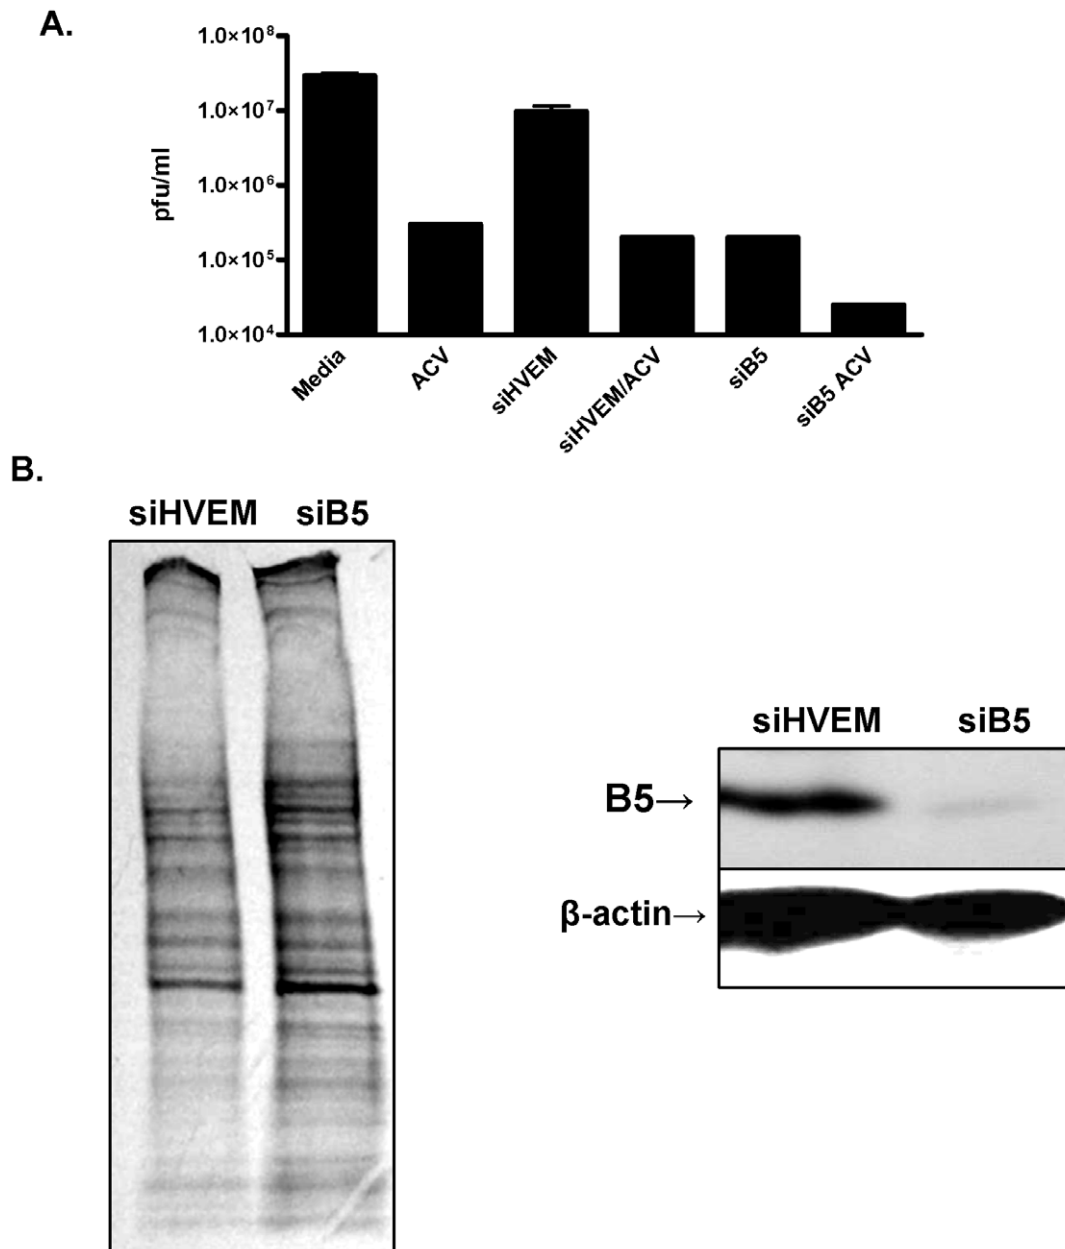 A.
1.0×10⁸
1.0×10⁷
1.0×10⁶
1.0×10⁵
1.0×10⁴
pfu/ml
Media
ACV
siHVEM
siHVEM/ACV
siB5
siB5 ACV
B.
siHVEM siB5
siHVEM siB5
B5→
β-actin→